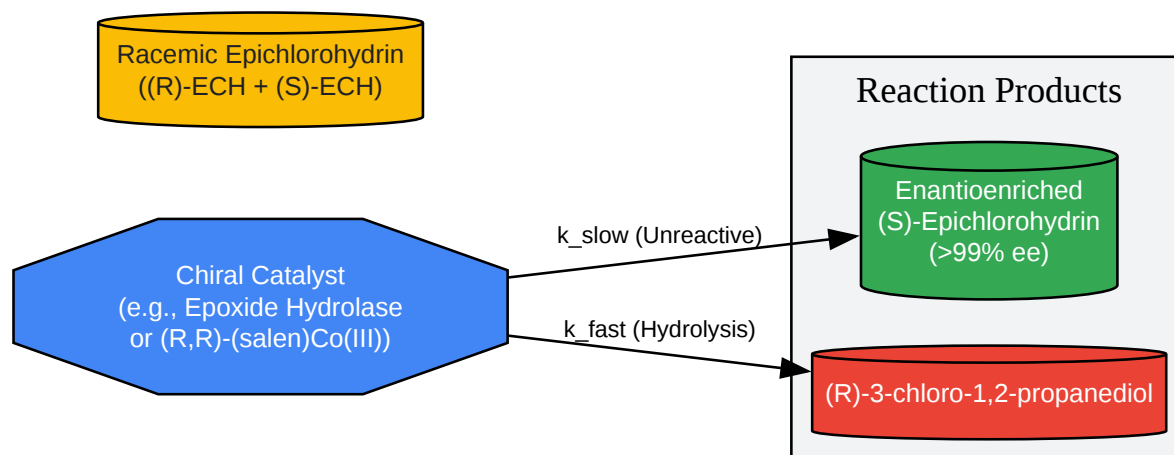 Racemic Epichlorohydrin
((R)-ECH + (S)-ECH)
Reaction Products
Enantioenriched
(S)-Epichlorohydrin
(>99% ee)
k_slow (Unreactive)
Chiral Catalyst
(e.g., Epoxide Hydrolase
or (R,R)-(salen)Co(III))
k_fast (Hydrolysis)
(R)-3-chloro-1,2-propanediol